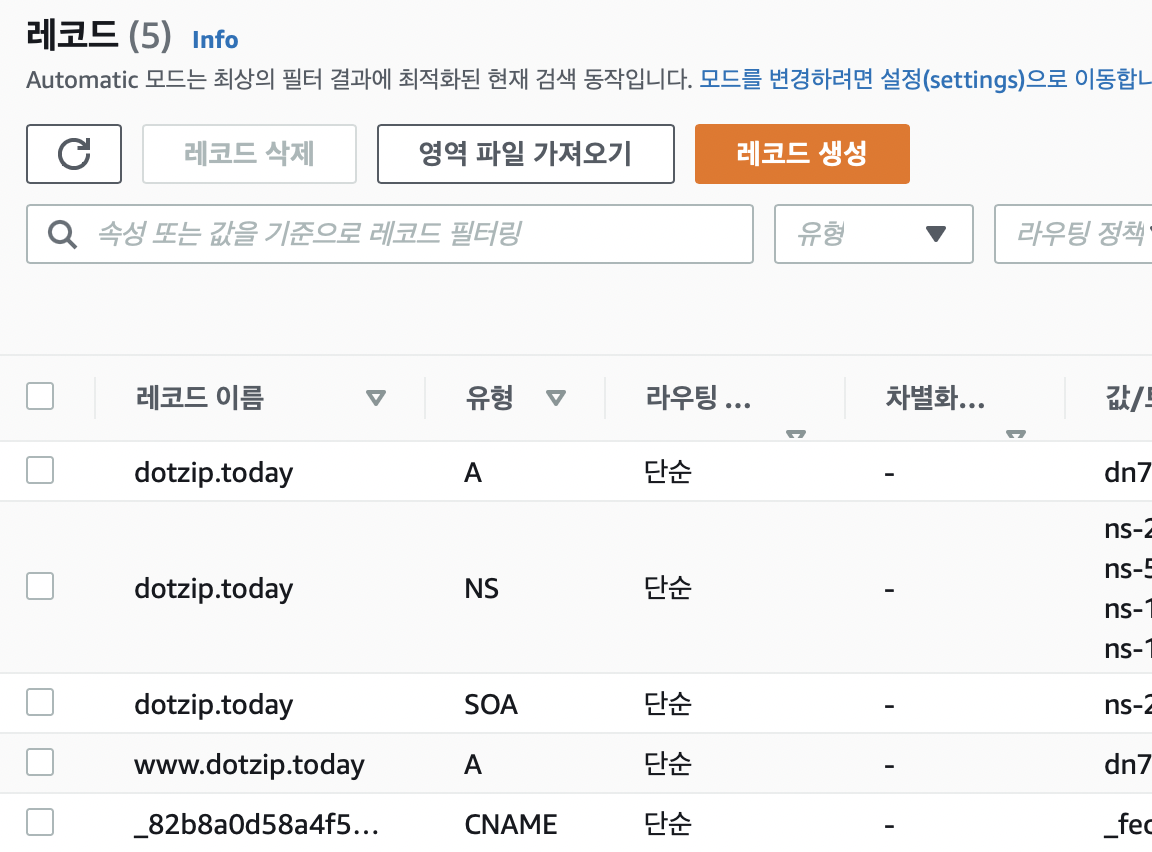 레코드 (5) Info
Automatic 모드는 최상의 필터 결과에 최적화된 현재 검색 동작입니다. 모드를 변경하려면 설정(settings)으로 이동합니
레코드 삭제 영역 파일 가져오기 레코드 생성
속성 또는 값을 기준으로 레코드 필터링 유형 라우팅 정책
레코드 이름 유형 라우팅 ... 차별화... 값/
dotzip.today A 단순 - dn7
ns-2
ns-5
dotzip.today NS 단순 -
ns-1
ns-1
dotzip.today SOA 단순 - ns-2
www.dotzip.today A 단순 - dn7
_82b8a0d58a4f5... CNAME 단순 - _fec